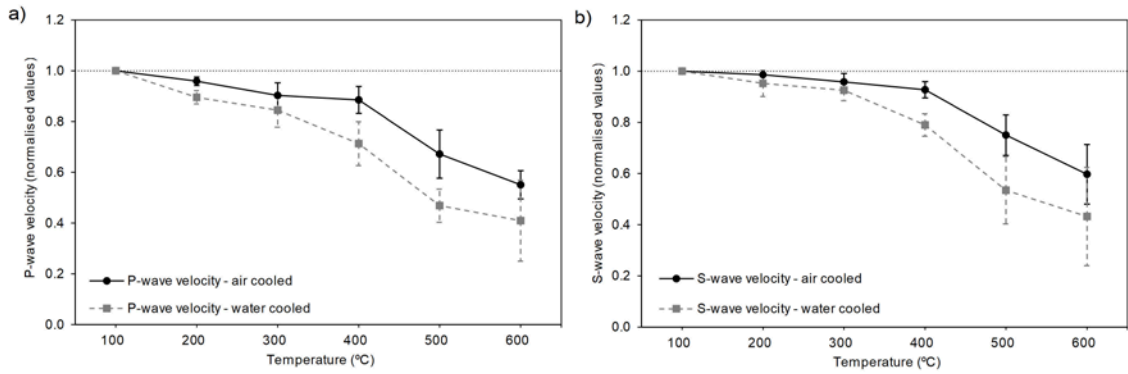 a)
P-wave velocity (normalised values)
1.2
1.0
0.8
0.6
0.4
0.2
0.0
P-wave velocity - air cooled
P-wave velocity - water cooled
100 200 300 400 500 600
Temperature (ºC)
b)
S-wave velocity (normalised values)
1.2
1.0
0.8
0.6
0.4
0.2
0.0
S-wave velocity - air cooled
S-wave velocity - water cooled
100 200 300 400 500 600
Temperature (ºC)